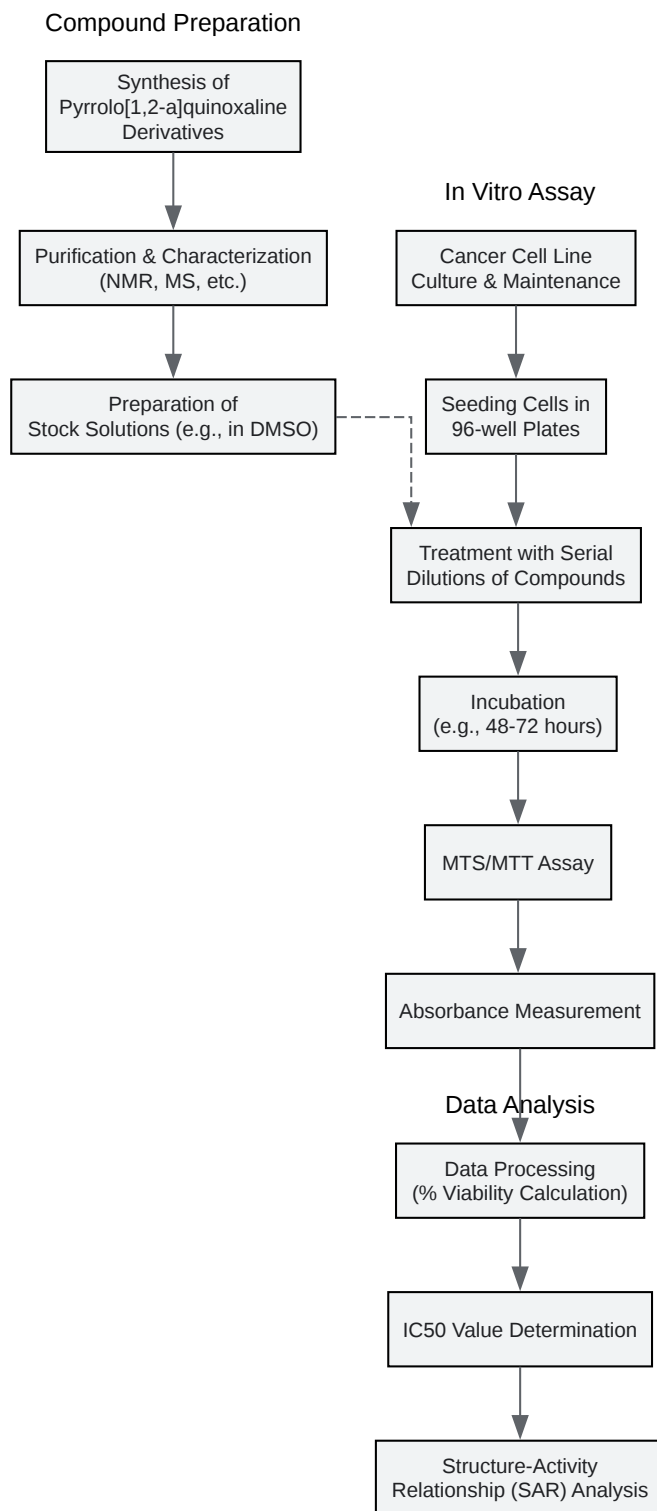 Compound Preparation
Synthesis of
Pyrrolo[1,2-a]quinoxaline
Derivatives
Purification & Characterization
(NMR, MS, etc.)
Preparation of
Stock Solutions (e.g., in DMSO)
In Vitro Assay
Cancer Cell Line
Culture & Maintenance
Seeding Cells in
96-well Plates
Treatment with Serial
Dilutions of Compounds
Incubation
(e.g., 48-72 hours)
MTS/MTT Assay
Absorbance Measurement
Data Analysis
Data Processing
(% Viability Calculation)
IC50 Value Determination
Structure-Activity
Relationship (SAR) Analysis